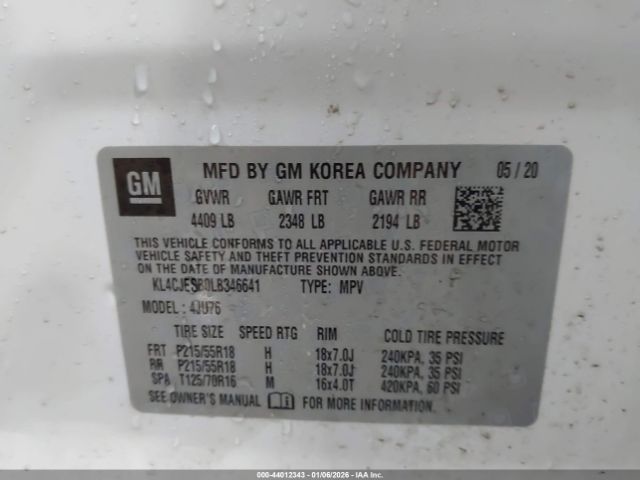 GM MFD BY GM KOREA COMPANY 05 / 20
GVWR GAWR FRT GAWR RR
4409 LB 2348 LB 2194 LB
THIS VEHICLE CONFORMS TO ALL APPLICABLE U.S. FEDERAL MOTOR
VEHICLE SAFETY AND THEFT PREVENTION STANDARDS IN EFFECT
ON THE DATE OF MANUFACTURE SHOWN ABOVE.
KL4CJESB0LB346641 TYPE: MPV
MODEL: 4JU76
TIRE SIZE SPEED RTG RIM COLD TIRE PRESSURE
FRT P215/55R18 H 18x7.0J 240KPA, 35 PSI
RR P215/55R18 H 18x7.0J 240KPA, 35 PSI
SPA T125/70R16 M 16x4.0T 420KPA, 60 PSI
SEE OWNER'S MANUAL FOR MORE INFORMATION.
000-44012343 - 01/06/2026 - © IAA Inc. -